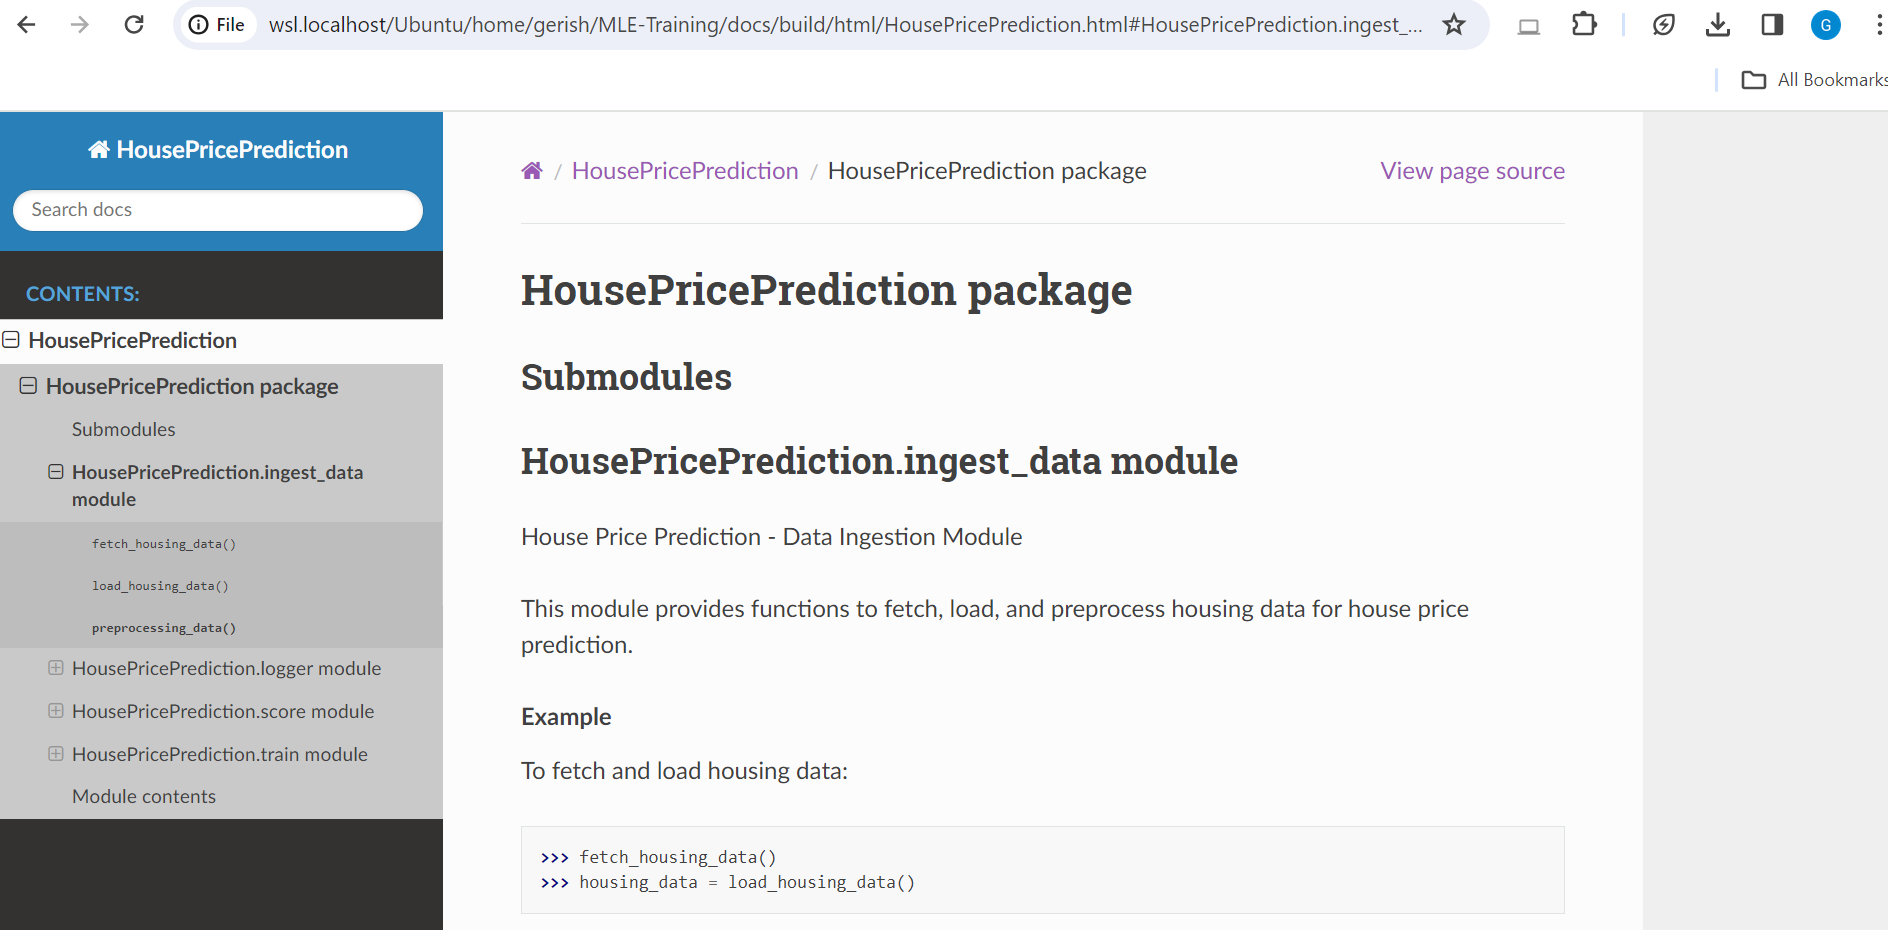 File
wsl.localhost/Ubuntu/home/gerish/MLE-Training/docs/build/html/HousePricePrediction.html#HousePricePrediction.ingest_...
G
All Bookmarks
HousePricePrediction
Search docs
CONTENTS:
HousePricePrediction
HousePricePrediction package
Submodules
HousePricePrediction.ingest_data
module
fetch_housing_data()
load_housing_data()
preprocessing_data()
HousePricePrediction.logger module
HousePricePrediction.score module
HousePricePrediction.train module
Module contents
/ HousePricePrediction / HousePricePrediction package
View page source
HousePricePrediction package
Submodules
HousePricePrediction.ingest_data module
House Price Prediction - Data Ingestion Module
This module provides functions to fetch, load, and preprocess housing data for house price
prediction.
Example
To fetch and load housing data:
>>> fetch_housing_data()
>>> housing_data = load_housing_data()